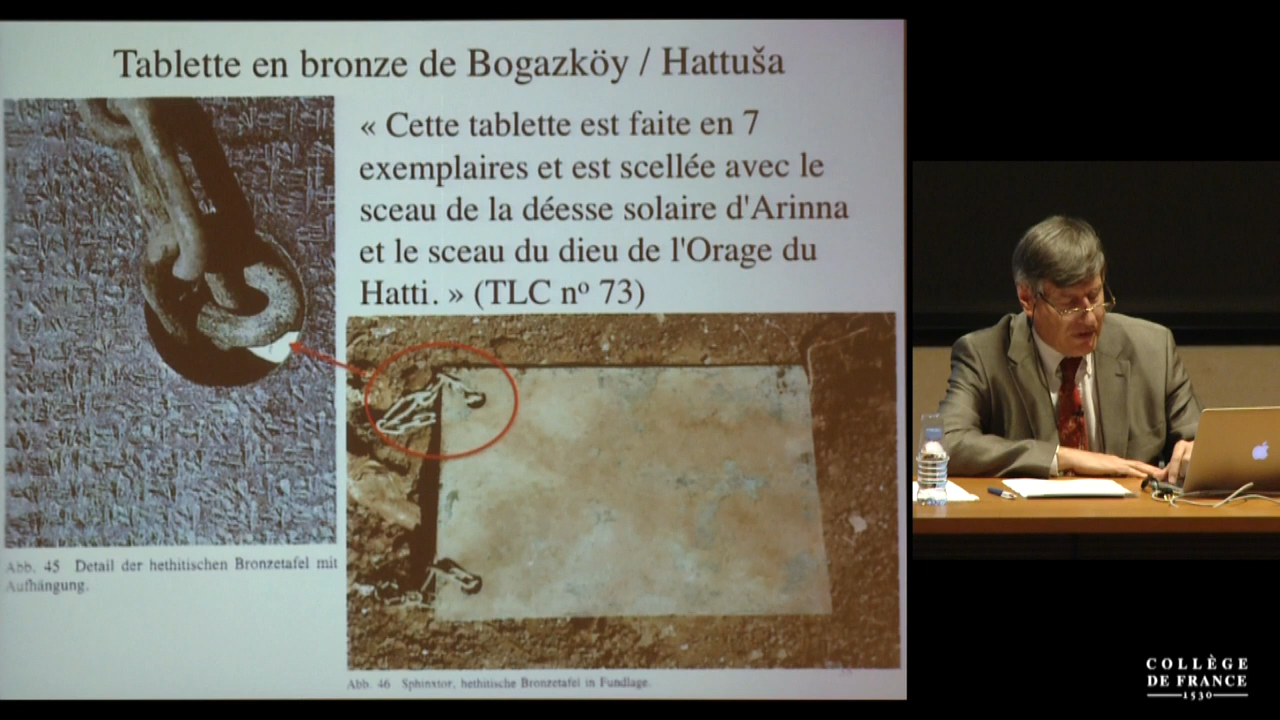 Tablette en bronze de Bogazköy / Hattuša
« Cette tablette est faite en 7
exemplaires et est scellée avec le
sceau de la déesse solaire d'Arinna
et le sceau du dieu de l'Orage du
Hatti. » (TLC nº 73)
Abb. 45 Detail der hethitischen Bronzetafel mit
Aufhängung.
Abb. 46 Sphinxtor, hethitische Bronzetafel in Fundlage.
COLLÈGE
DE FRANCE
1530